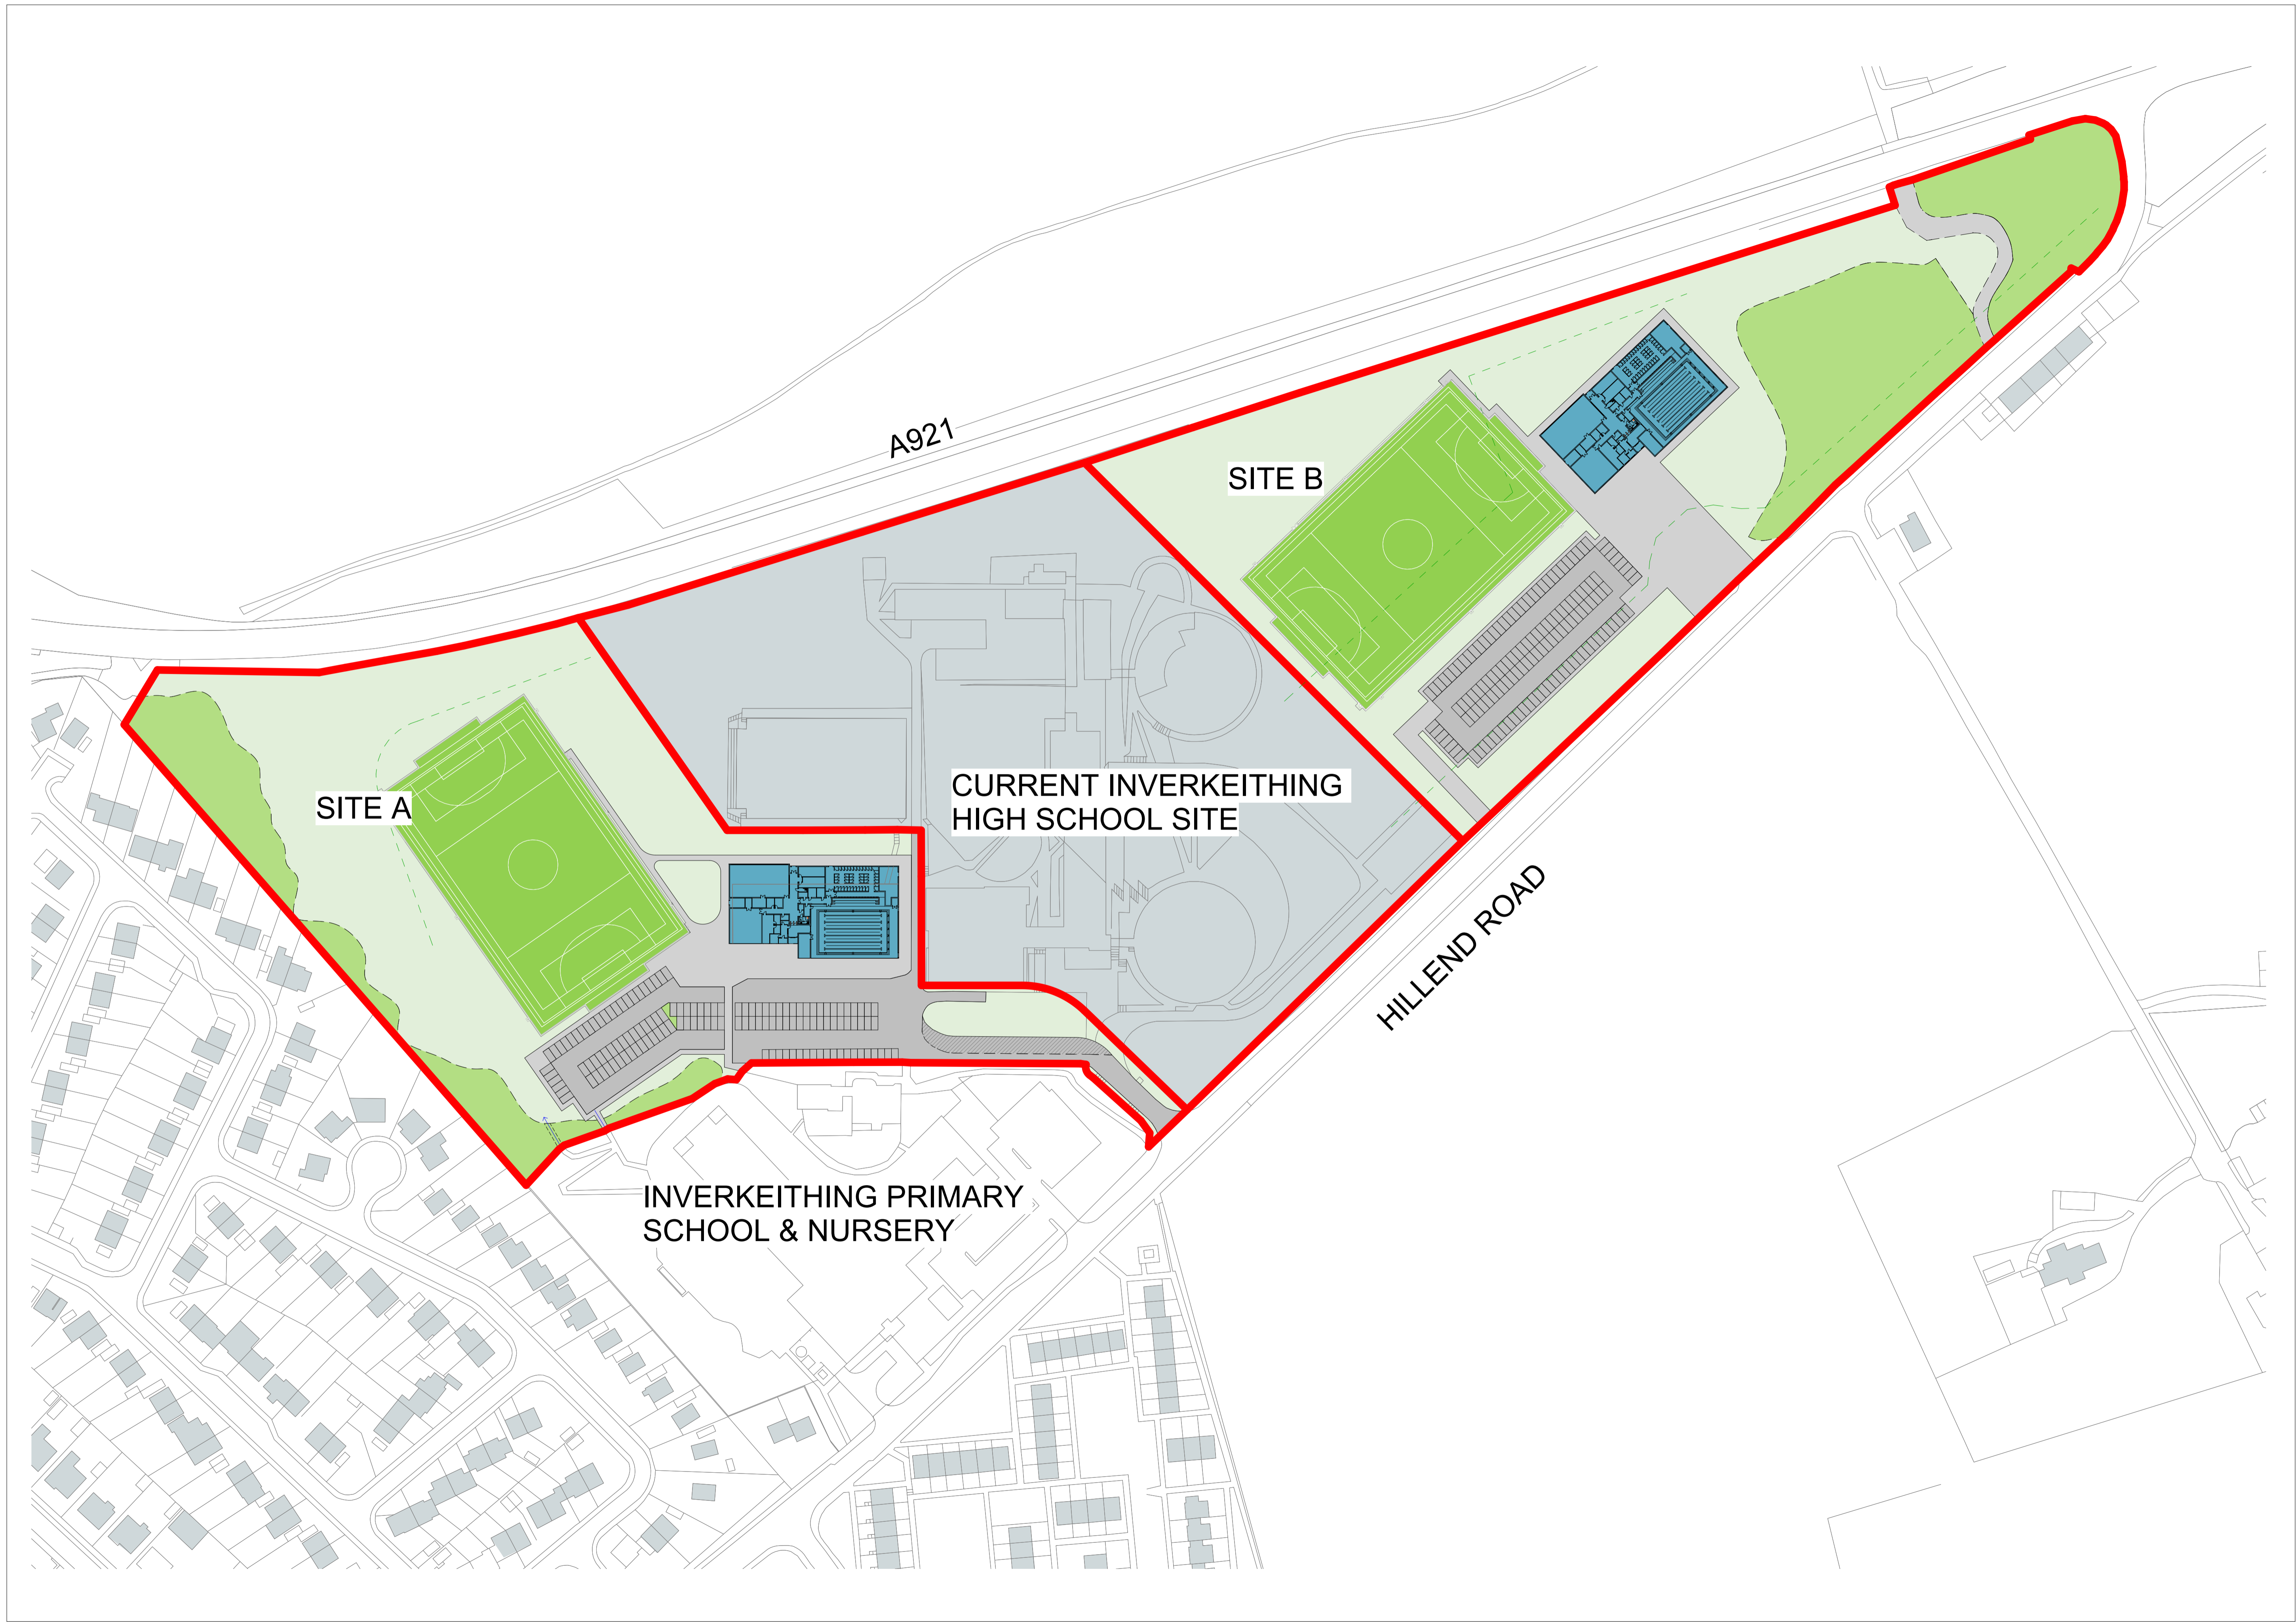 A921
SITE B
SITE A
CURRENT INVERKEITHING
HIGH SCHOOL SITE
HILLEND ROAD
INVERKEITHING PRIMARY
SCHOOL & NURSERY